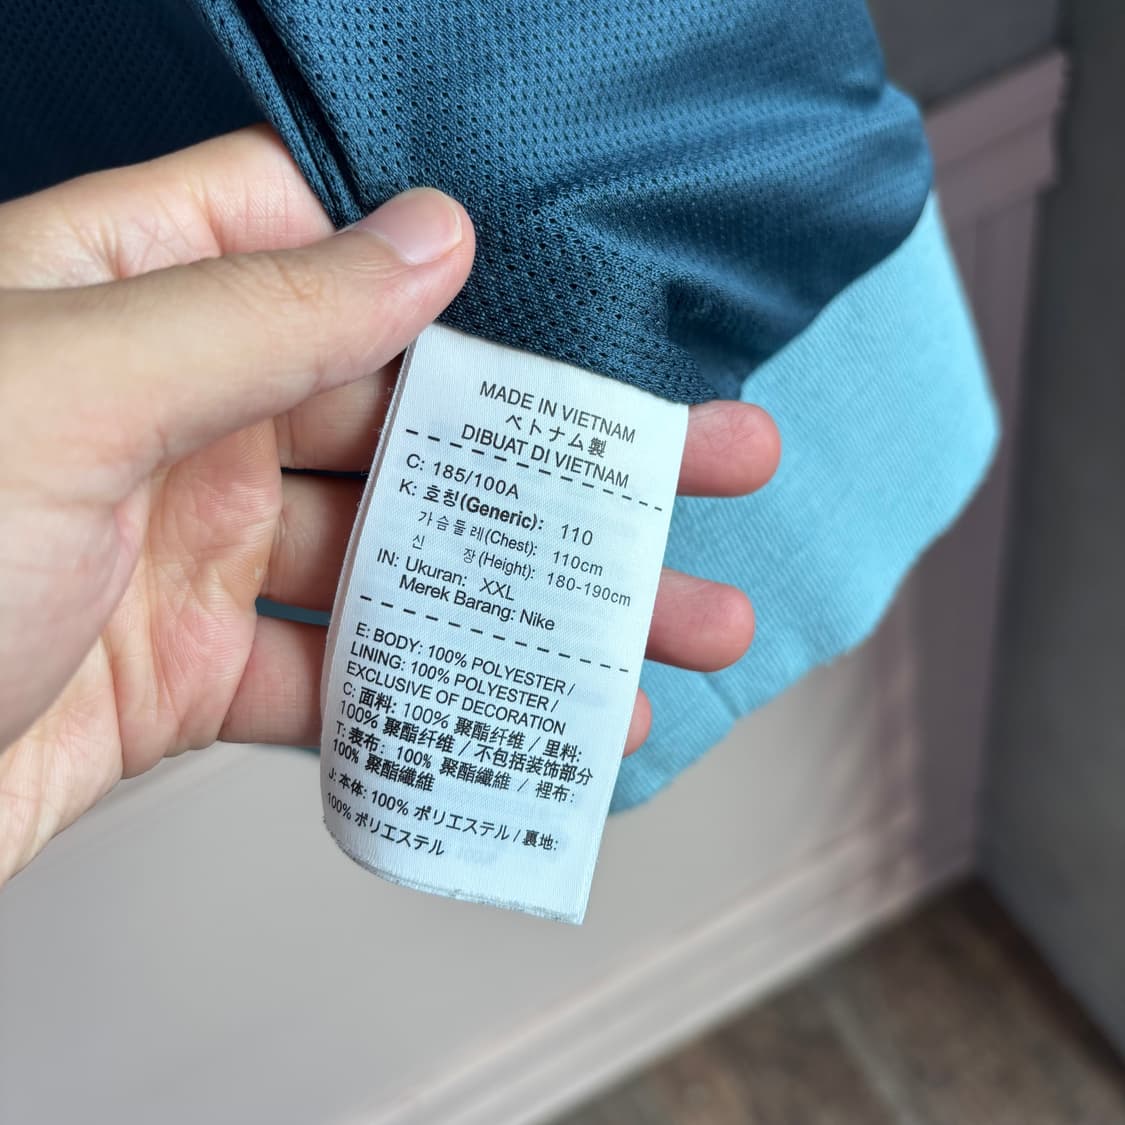 MADE IN VIETNAM
ベトナム製
DIBUAT DI VIETNAM
C: 185/100A
K: 호칭(Generic): 110
가슴둘레(Chest): 110cm
신 장(Height): 180-190cm
IN: Ukuran: XXL
Merek Barang: Nike
E: BODY: 100% POLYESTER /
LINING: 100% POLYESTER /
EXCLUSIVE OF DECORATION
C: 面料: 100% 聚酯纤维 / 里料:
100% 聚酯纤维 / 不包括装饰部分
T: 表布: 100% 聚酯纖維 / 裡布:
100% 聚酯纖維
J: 本体: 100% ポリエステル / 裏地:
100% ポリエステル